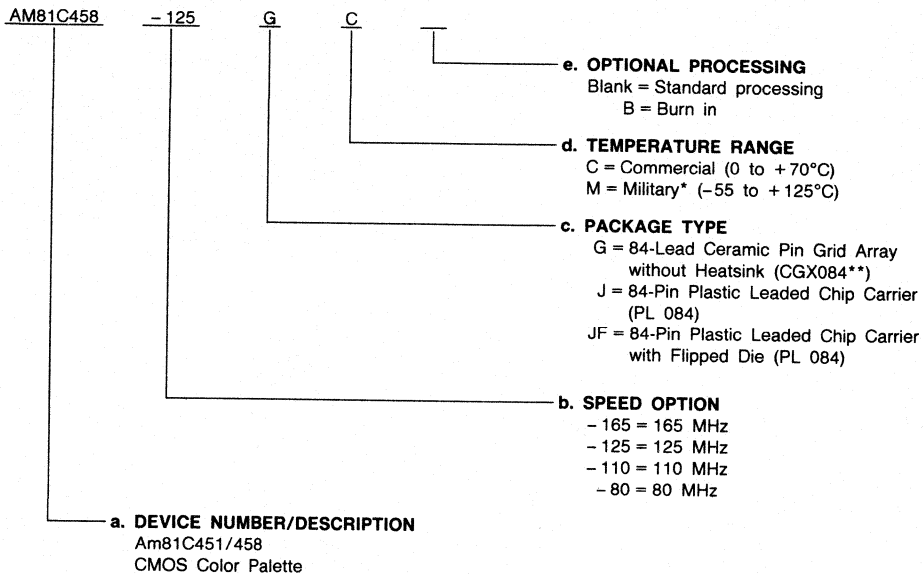 AM81C458 – 125 G C
e. OPTIONAL PROCESSING
Blank = Standard processing
B = Burn in
d. TEMPERATURE RANGE
C = Commercial (0 to +70°C)
M = Military* (–55 to +125°C)
c. PACKAGE TYPE
G = 84-Lead Ceramic Pin Grid Array
without Heatsink (CGX084**)
J = 84-Pin Plastic Leaded Chip Carrier
(PL 084)
JF = 84-Pin Plastic Leaded Chip Carrier
with Flipped Die (PL 084)
b. SPEED OPTION
– 165 = 165 MHz
– 125 = 125 MHz
– 110 = 110 MHz
– 80 = 80 MHz
a. DEVICE NUMBER/DESCRIPTION
Am81C451/458
CMOS Color Palette